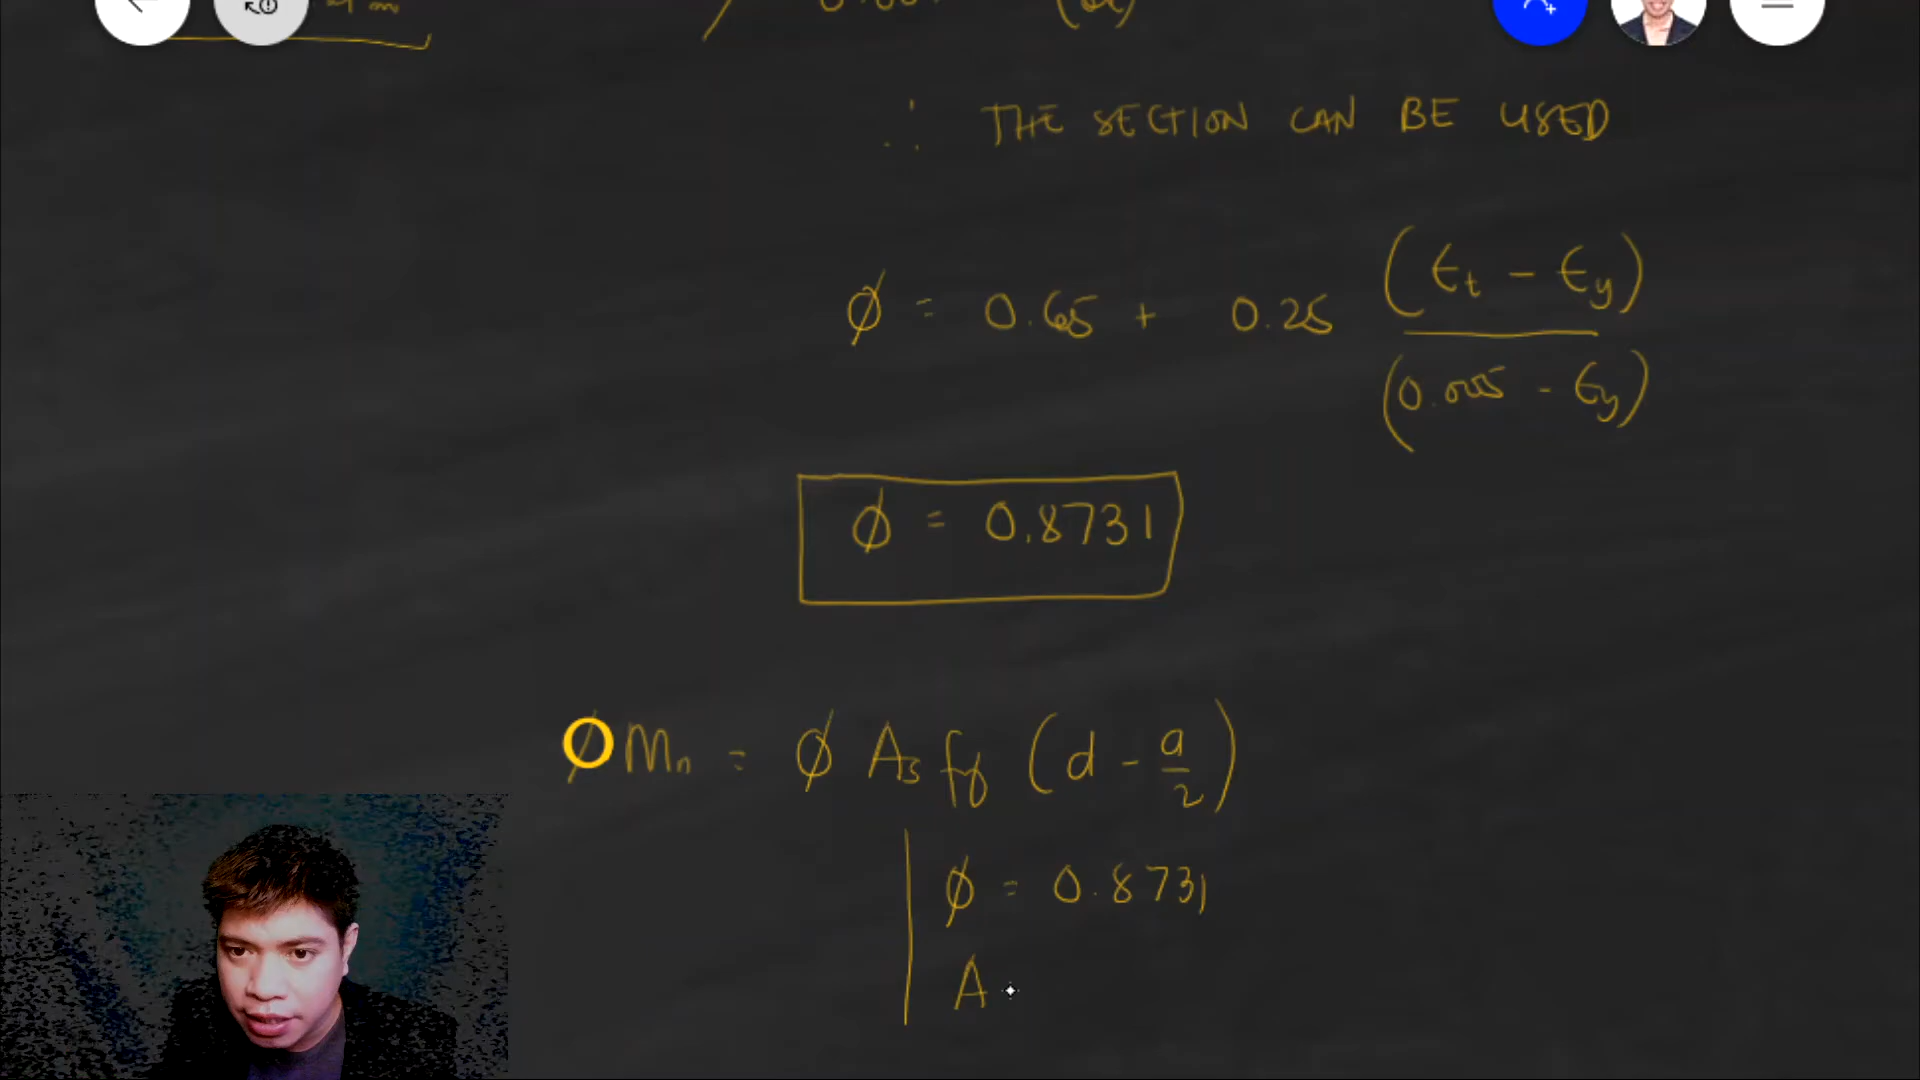 ∴ THE SECTION CAN BE USED
ϕ = 0.65 + 0.25 (ϵt - ϵy) / (0.005 - ϵy)
ϕ = 0.8731
ϕMn = ϕ As fy (d - a/2)
ϕ = 0.8731
A